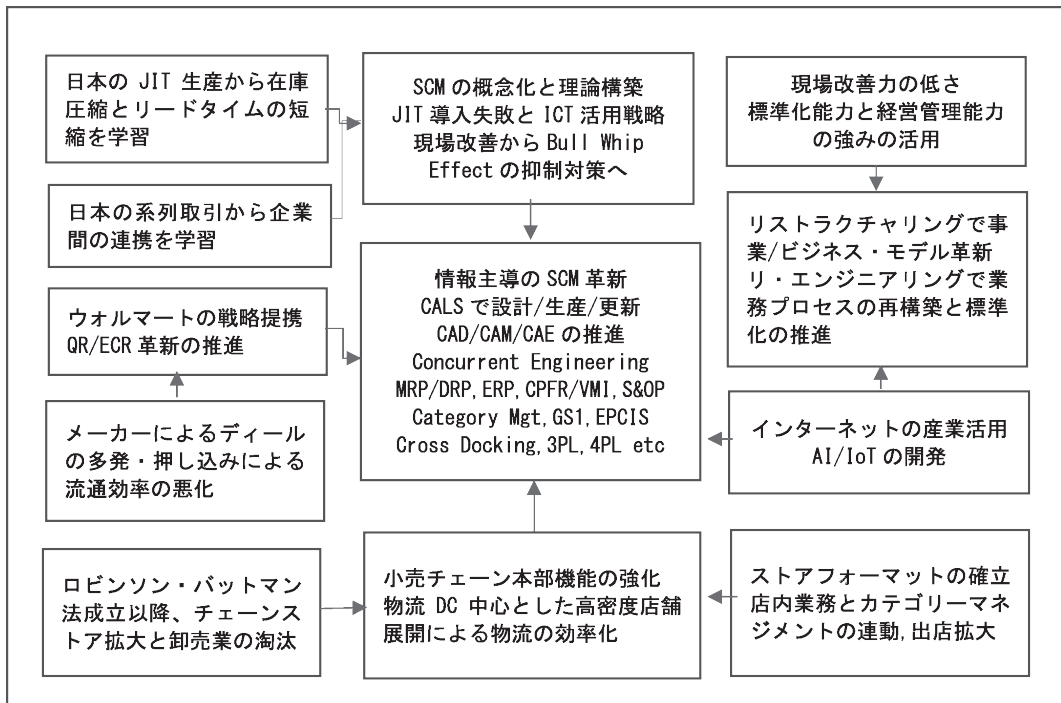 日本の JIT 生産から在庫
圧縮とリードタイムの短
縮を学習
SCM の概念化と理論構築
JIT 導入失敗と ICT 活用戦略
現場改善から Bull Whip
Effect の抑制対策へ
現場改善力の低さ
標準化能力と経営管理能力
の強みの活用
日本の系列取引から企業
間の連携を学習
情報主導の SCM 革新
CALS で設計/生産/更新
CAD/CAM/CAE の推進
Concurrent Engineering
MRP/DRP, ERP, CPFR/VMI, S&OP
Category Mgt, GS1, EPCIS
Cross Docking, 3PL, 4PL etc
リストラクチャリングで事
業/ビジネス・モデル革新
リ・エンジニアリングで業
務プロセスの再構築と標準
化の推進
ウォルマートの戦略提携
QR/ECR 革新の推進
メーカーによるディール
の多発・押し込みによる
流通効率の悪化
インターネットの産業活用
AI/IoT の開発
ロビンソン・バットマン
法成立以降、チェーンス
トア拡大と卸売業の淘汰
小売チェーン本部機能の強化
物流 DC 中心とした高密度店舗
展開による物流の効率化
ストアフォーマットの確立
店内業務とカテゴリーマネ
ジメントの連動, 出店拡大